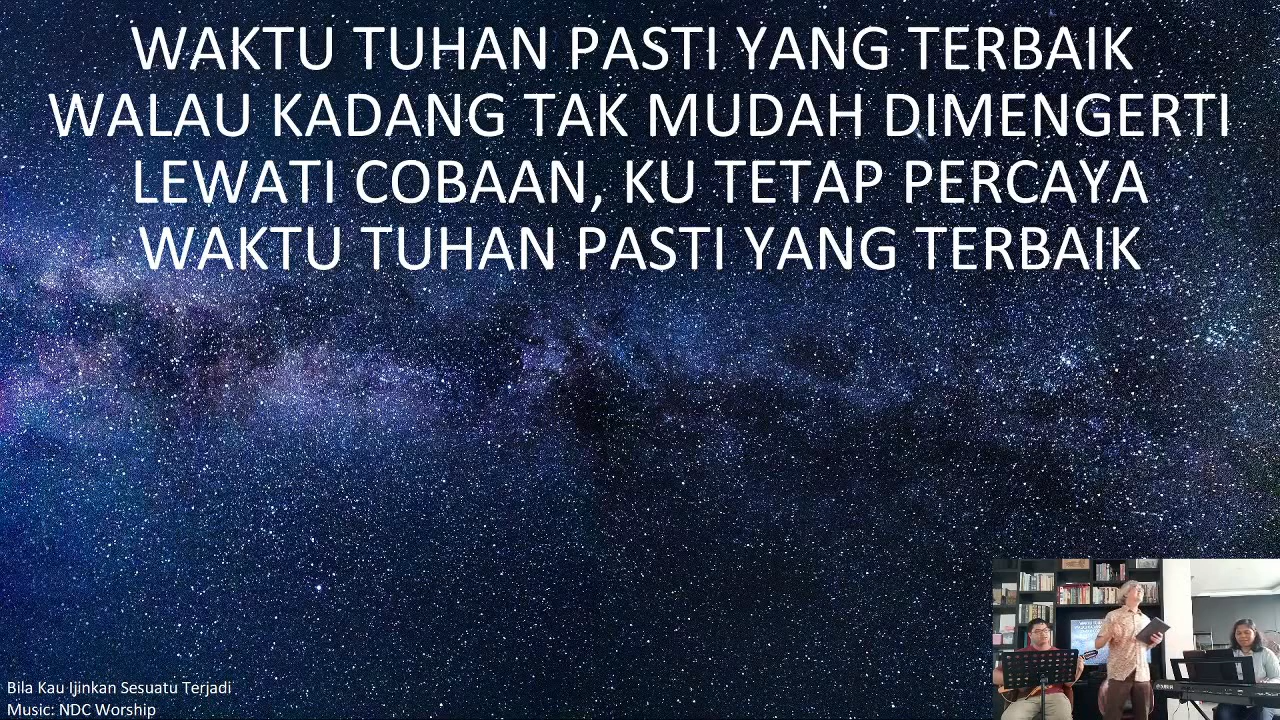 WAKTU TUHAN PASTI YANG TERBAIK
WALAU KADANG TAK MUDAH DIMENGERTI
LEWATI COBAAN, KU TETAP PERCAYA
WAKTU TUHAN PASTI YANG TERBAIK
Bila Kau Ijinkan Sesuatu Terjadi
Music: NDC Worship